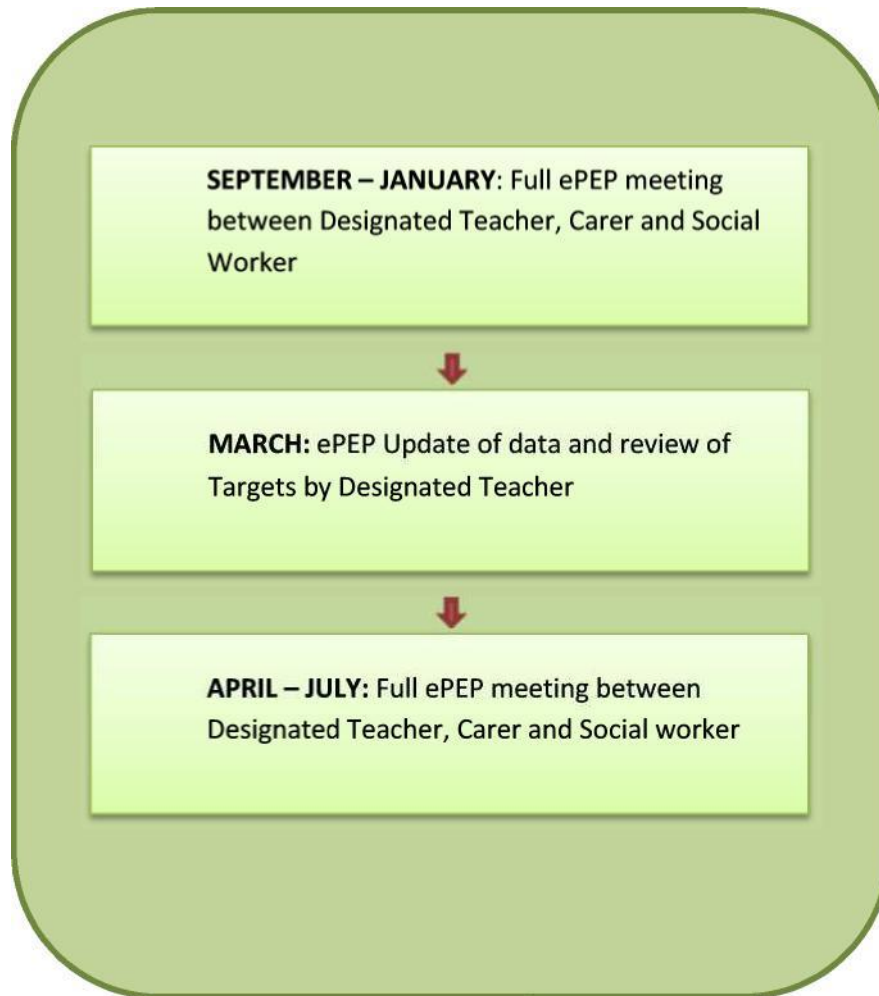 SEPTEMBER – JANUARY: Full ePEP meeting
between Designated Teacher, Carer and Social
Worker
MARCH: ePEP Update of data and review of
Targets by Designated Teacher
APRIL – JULY: Full ePEP meeting between
Designated Teacher, Carer and Social worker